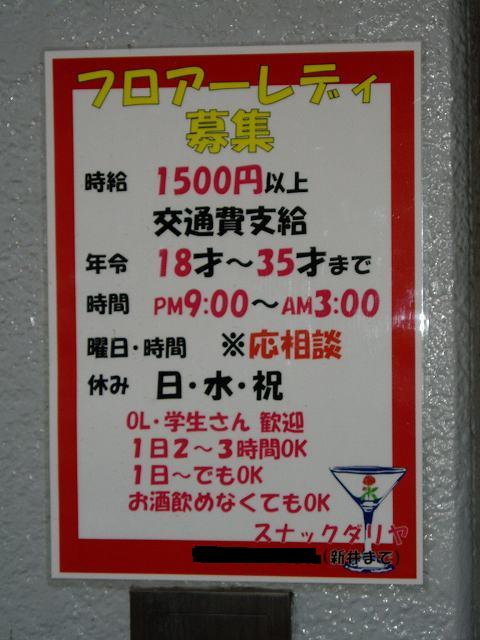 フロアーレディ
募集
時給 1500円以上
交通費支給
年令 18才～35才まで
時間 PM9:00～AM3:00
曜日・時間 ※応相談
休み 日・水・祝
OL・学生さん 歓迎
1日2～3時間OK
1日～でもOK
お酒飲めなくてもOK
スナックダリヤ
(新井まで)